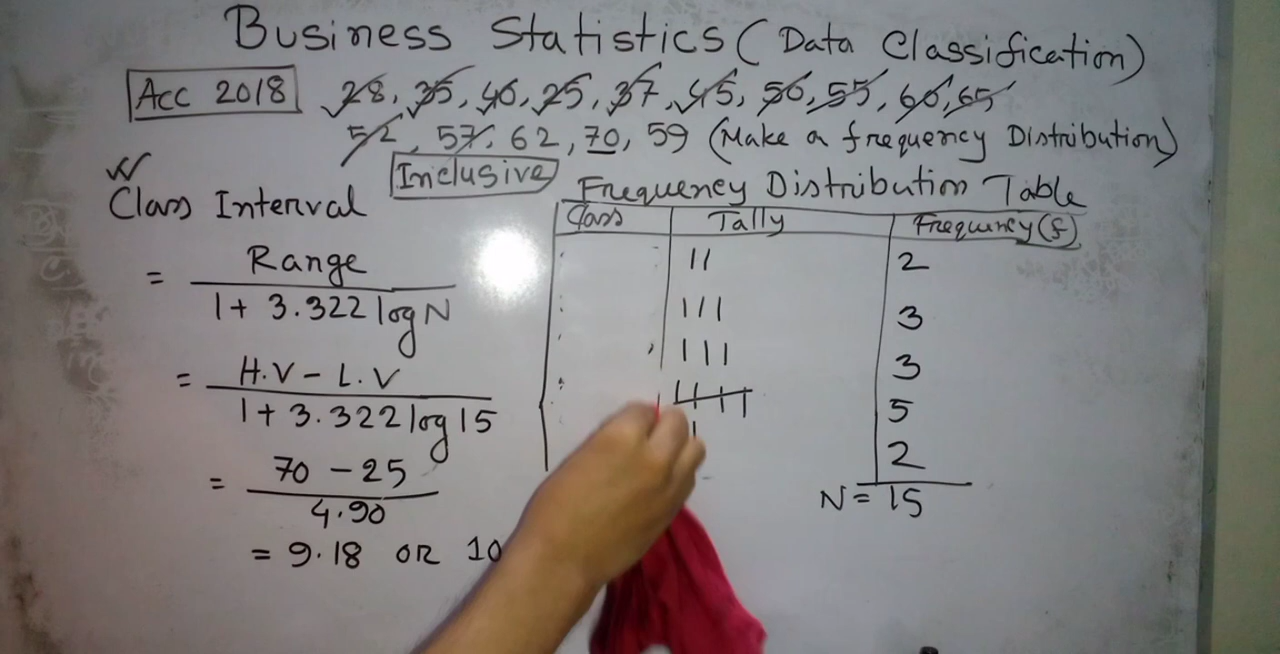 Business Statistics (Data Classification)
Acc 2018 28, 35, 40, 25, 37, 45, 50, 55, 60, 65
52, 57, 62, 70, 59 (Make a frequency Distribution)
Inclusive
Class Interval
= Range
1 + 3.322 log N
= H.V - L.V
1 + 3.322 log 15
= 70 - 25
4.90
= 9.18 OR 10
Frequency Distribution Table
Class Tally Frequency (f)
|| 2
||| 3
||| 3
5
2
N = 15